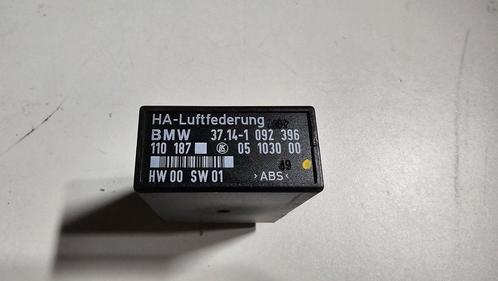 HA-Luftfederung
BMW 37.14-1 092 396
110 187 05 1030 00
49
HW 00 SW 01 >ABS<